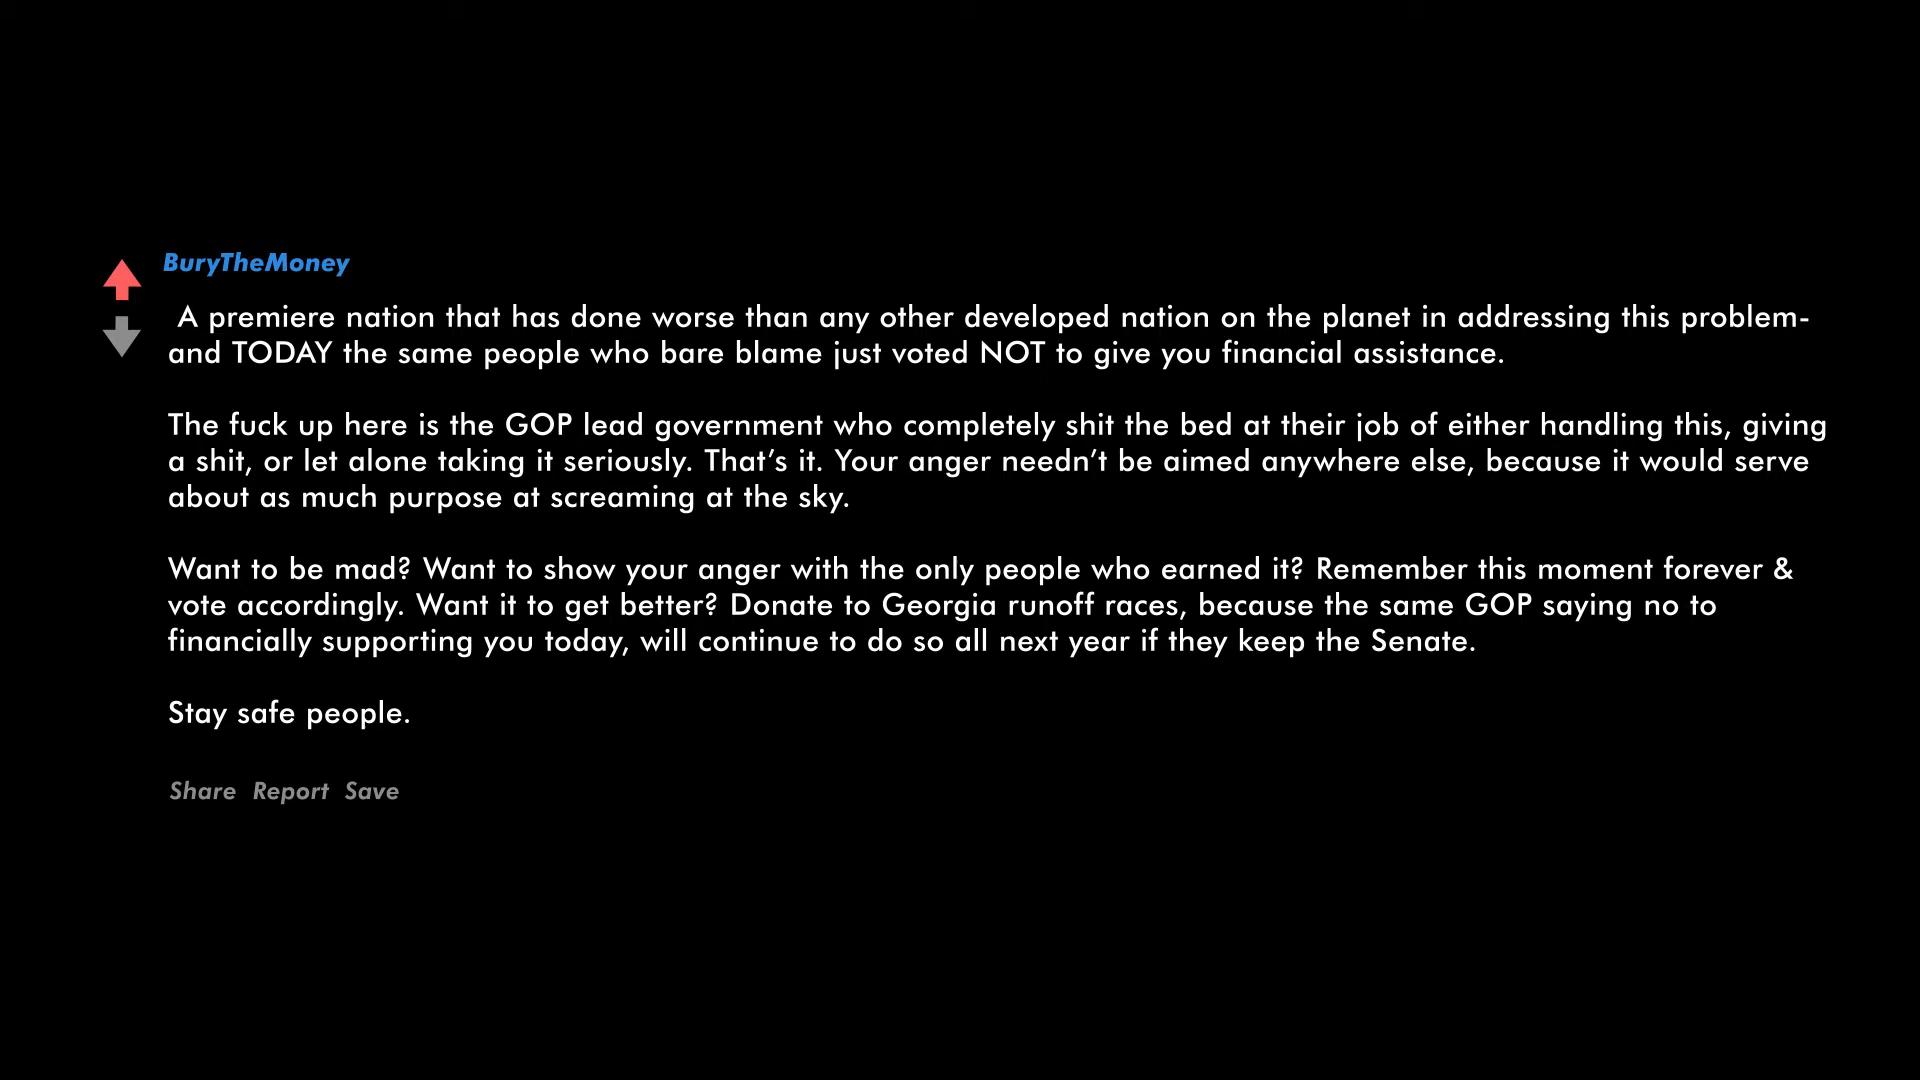 BuryTheMoney
A premiere nation that has done worse than any other developed nation on the planet in addressing this problem-
and TODAY the same people who bare blame just voted NOT to give you financial assistance.
The fuck up here is the GOP lead government who completely shit the bed at their job of either handling this, giving
a shit, or let alone taking it seriously. That’s it. Your anger needn’t be aimed anywhere else, because it would serve
about as much purpose at screaming at the sky.
Want to be mad? Want to show your anger with the only people who earned it? Remember this moment forever &
vote accordingly. Want it to get better? Donate to Georgia runoff races, because the same GOP saying no to
financially supporting you today, will continue to do so all next year if they keep the Senate.
Stay safe people.
Share Report Save